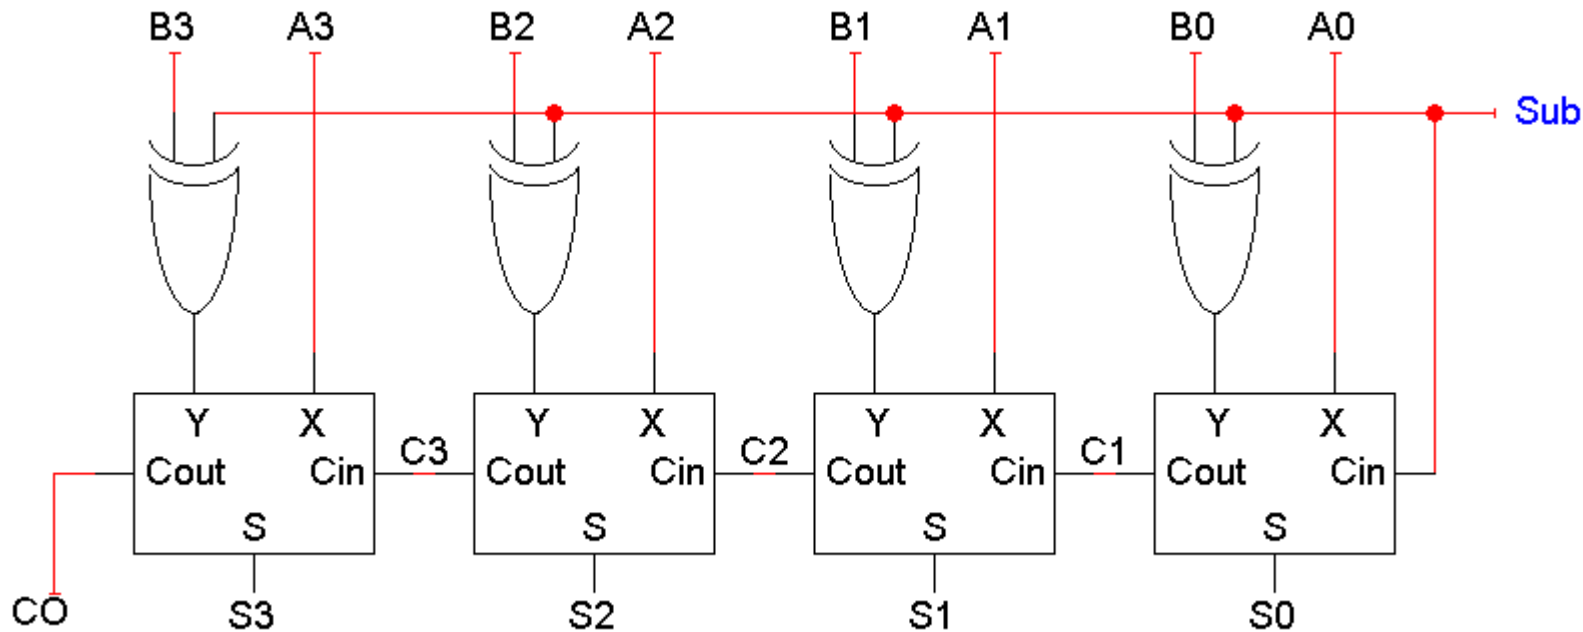 B3 A3 B2 A2 B1 A1 B0 A0
Sub
Y X Y X Y X Y X
C3 C2 C1
Cout Cin Cout Cin Cout Cin Cout Cin
S S S S
CO S3 S2 S1 S0